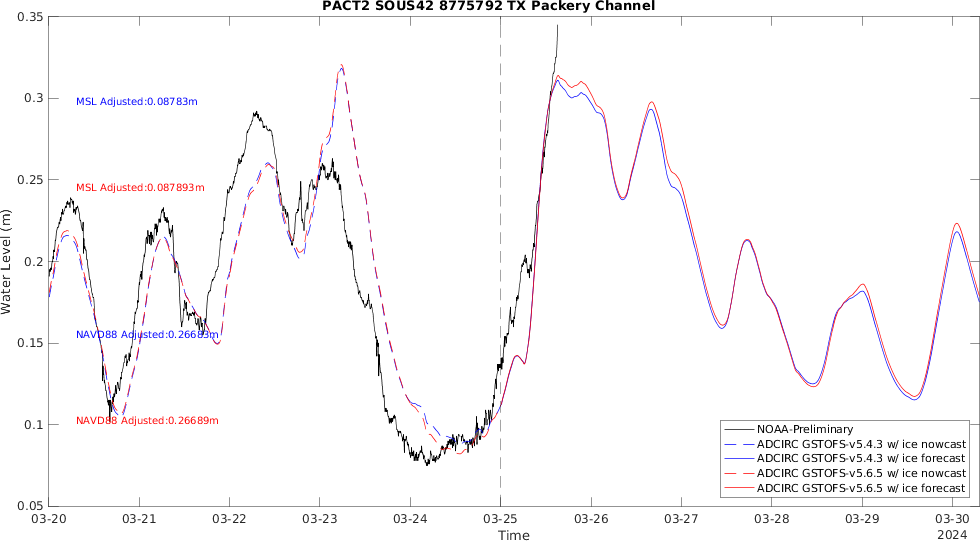 PACT2 SOUS42 8775792 TX Packery Channel
0.35
0.3
0.25
0.2
0.15
0.1
0.05
Water Level (m)
MSL Adjusted:0.08783m
MSL Adjusted:0.087893m
NAVD88 Adjusted:0.26683m
NAVD88 Adjusted:0.26689m
NOAA-Preliminary
ADCIRC GSTOFS-v5.4.3 w/ ice nowcast
ADCIRC GSTOFS-v5.4.3 w/ ice forecast
ADCIRC GSTOFS-v5.6.5 w/ ice nowcast
ADCIRC GSTOFS-v5.6.5 w/ ice forecast
03-20 03-21 03-22 03-23 03-24 03-25 03-26 03-27 03-28 03-29 03-30
Time
2024